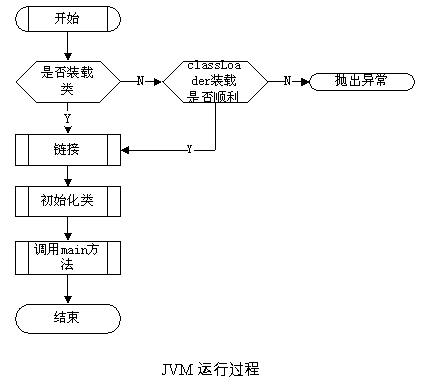 开始
是否装载
类
N
classLoa
der装载
是否顺利
N
抛出异常
Y
链接
Y
初始化类
调用main方
法
结束
JVM 运行过程